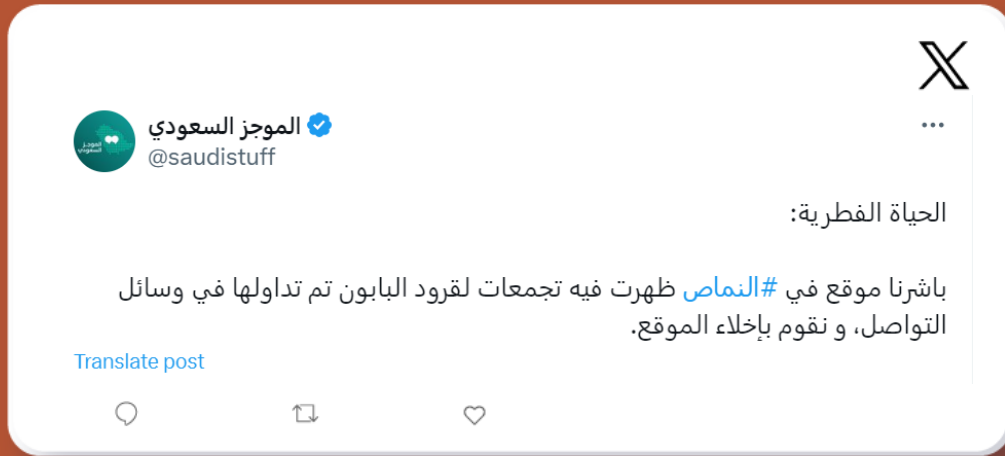 الموجز السعودي
@saudistuff
الحياة الفطرية:
باشرنا موقع في #النماص ظهرت فيه تجمعات لقرود البابون تم تداولها في وسائل
التواصل، و نقوم بإخلاء الموقع.
Translate post